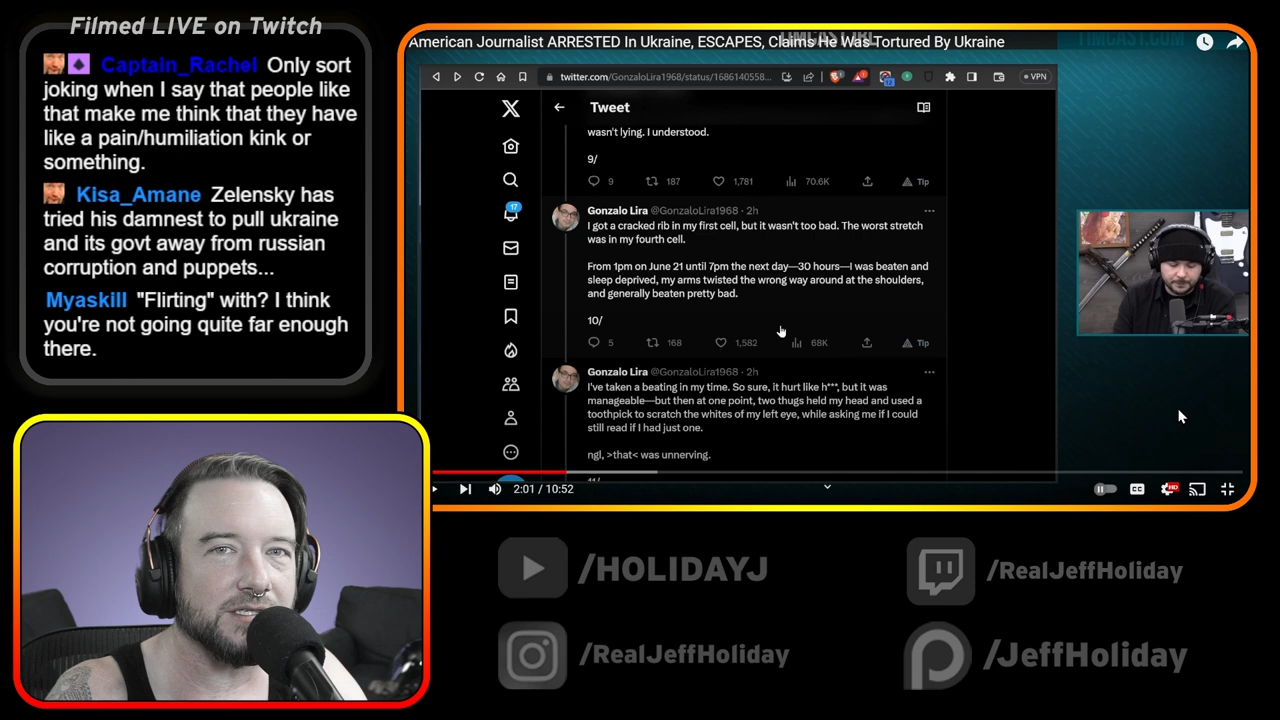 Filmed LIVE on Twitch
Captain_Rachel Only sort
joking when I say that people like
that make me think that they have
like a pain/humiliation kink or
something.
Kisa_Amane Zelensky has
tried his damnest to pull ukraine
and its govt away from russian
corruption and puppets...
Myaskill "Flirting" with? I think
you're not going quite far enough
there.
American Journalist ARRESTED In Ukraine, ESCAPES, Claims He Was Tortured By Ukraine
TIMCAST.COM
twitter.com/GonzaloLira1968/status/1686140558...
VPN
Tweet
wasn't lying. I understood.
9/
9 187 1,781 70.6K Tip
17
Gonzalo Lira @GonzaloLira1968 · 2h
I got a cracked rib in my first cell, but it wasn't too bad. The worst stretch
was in my fourth cell.
From 1pm on June 21 until 7pm the next day—30 hours—I was beaten and
sleep deprived, my arms twisted the wrong way around at the shoulders,
and generally beaten pretty bad.
10/
5 168 1,582 68K Tip
Gonzalo Lira @GonzaloLira1968 · 2h
I've taken a beating in my time. So sure, it hurt like h***, but it was
manageable—but then at one point, two thugs held my head and used a
toothpick to scratch the whites of my left eye, while asking me if I could
still read if I had just one.
ngl, >that< was unnerving.
2:01 / 10:52
CC
HD
/HOLIDAYJ
/RealJeffHoliday
/RealJeffHoliday
/JeffHoliday